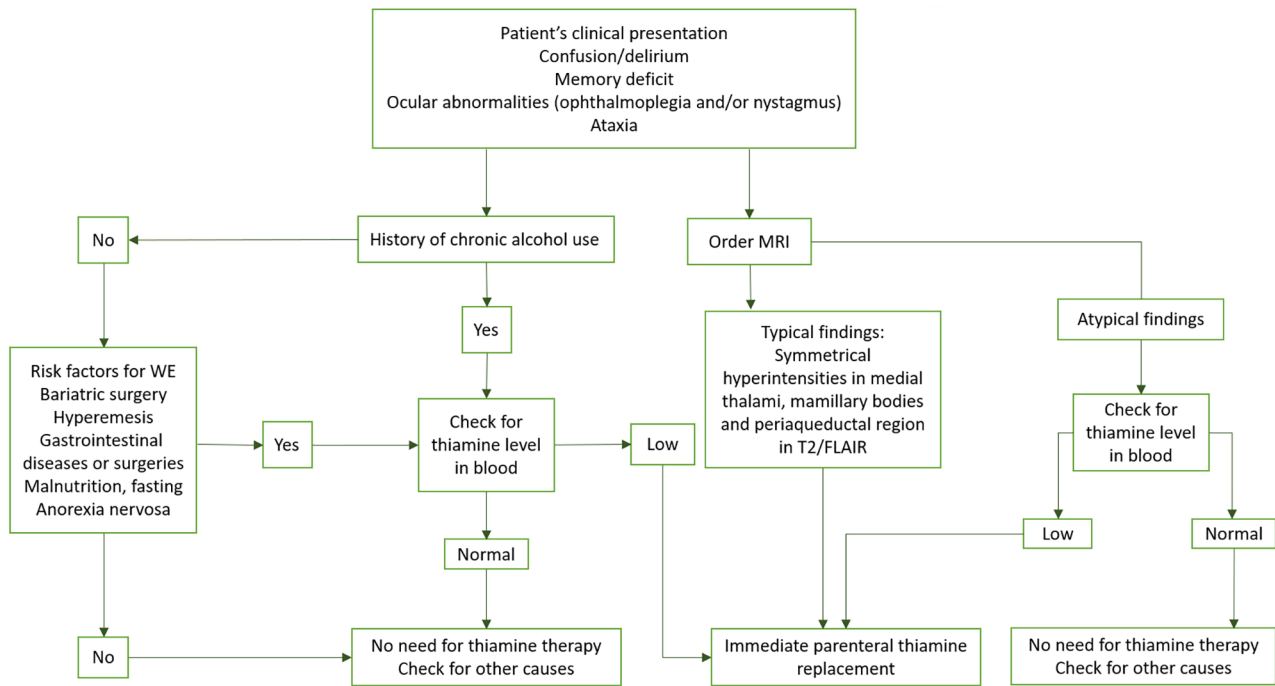 Patient's clinical presentation
Confusion/delirium
Memory deficit
Ocular abnormalities (ophthalmoplegia and/or nystagmus)
Ataxia
No
History of chronic alcohol use
Order MRI
Yes
Typical findings:
Symmetrical
hyperintensities in medial
thalami, mamillary bodies
and periaqueductal region
in T2/FLAIR
Atypical findings
Risk factors for WE
Bariatric surgery
Hyperemesis
Gastrointestinal
diseases or surgeries
Malnutrition, fasting
Anorexia nervosa
Yes
Check for
thiamine level
in blood
Low
Check for
thiamine level
in blood
Normal
Low
Normal
No
No need for thiamine therapy
Check for other causes
Immediate parenteral thiamine
replacement
No need for thiamine therapy
Check for other causes